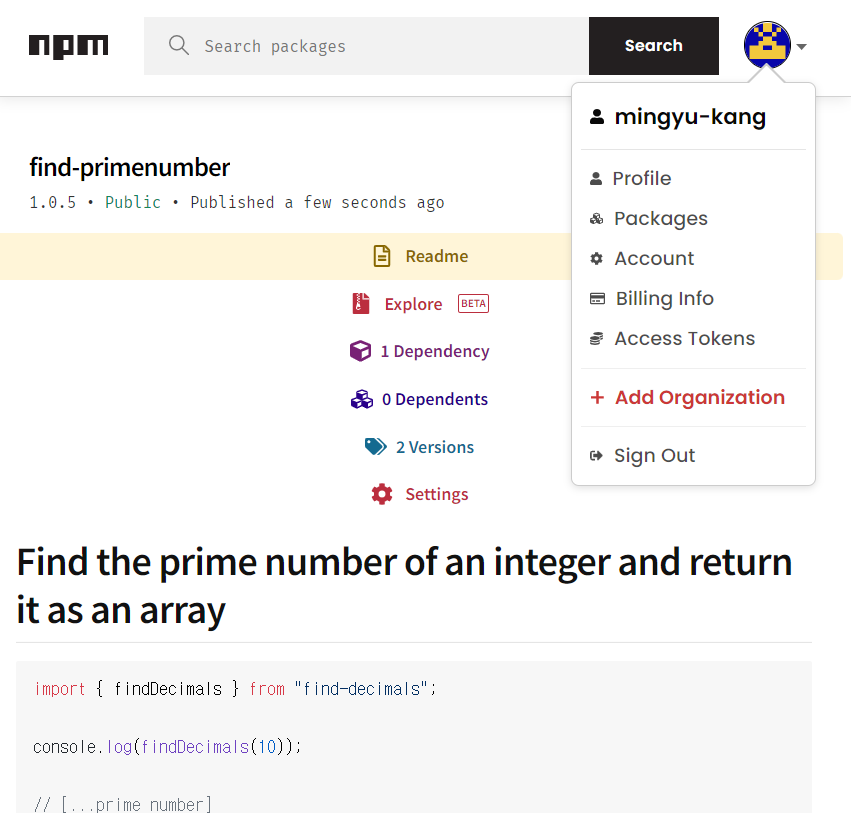 npm
Search packages
Search
mingyu-kang
Profile
Packages
Account
Billing Info
Access Tokens
+ Add Organization
Sign Out
find-primenumber
1.0.5 • Public • Published a few seconds ago
Readme
Explore BETA
1 Dependency
0 Dependents
2 Versions
Settings
Find the prime number of an integer and return
it as an array
import { findDecimals } from "find-decimals";
console.log(findDecimals(10));
// [...prime number]